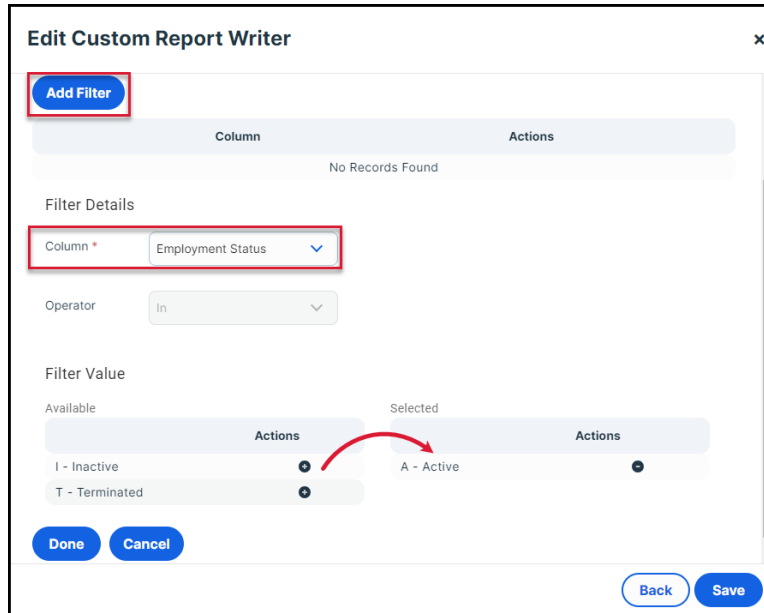 Edit Custom Report Writer
×
Add Filter
Column Actions
No Records Found
Filter Details
Column * Employment Status
Operator In
Filter Value
Available Selected
Actions Actions
I - Inactive A - Active
T - Terminated
Done Cancel
Back Save